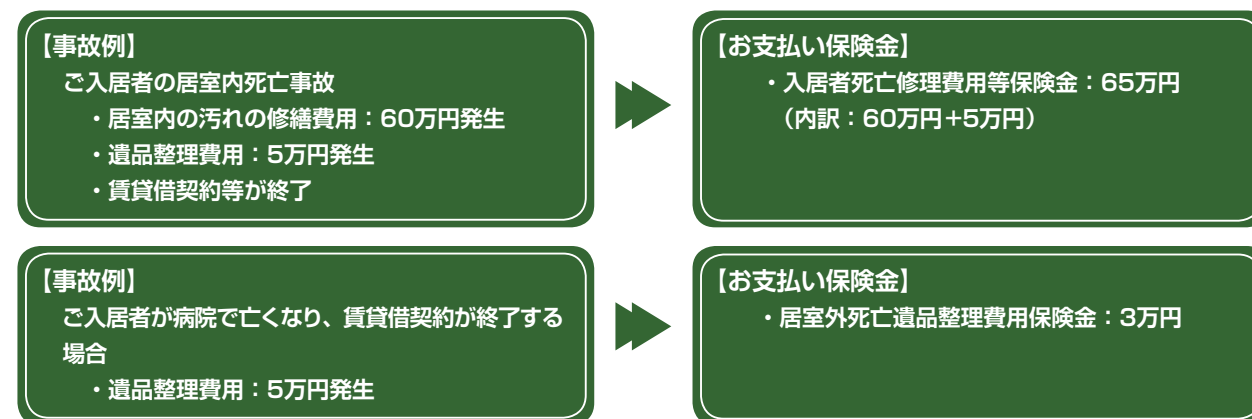 【事故例】
ご入居者の居室内死亡事故
・居室内の汚れの修繕費用：60万円発生
・遺品整理費用：5万円発生
・賃貸借契約等が終了
【お支払い保険金】
・入居者死亡修理費用等保険金：65万円
（内訳：60万円＋5万円）
【事故例】
ご入居者が病院で亡くなり、賃貸借契約が終了する
場合
・遺品整理費用：5万円発生
【お支払い保険金】
・居室外死亡遺品整理費用保険金：3万円